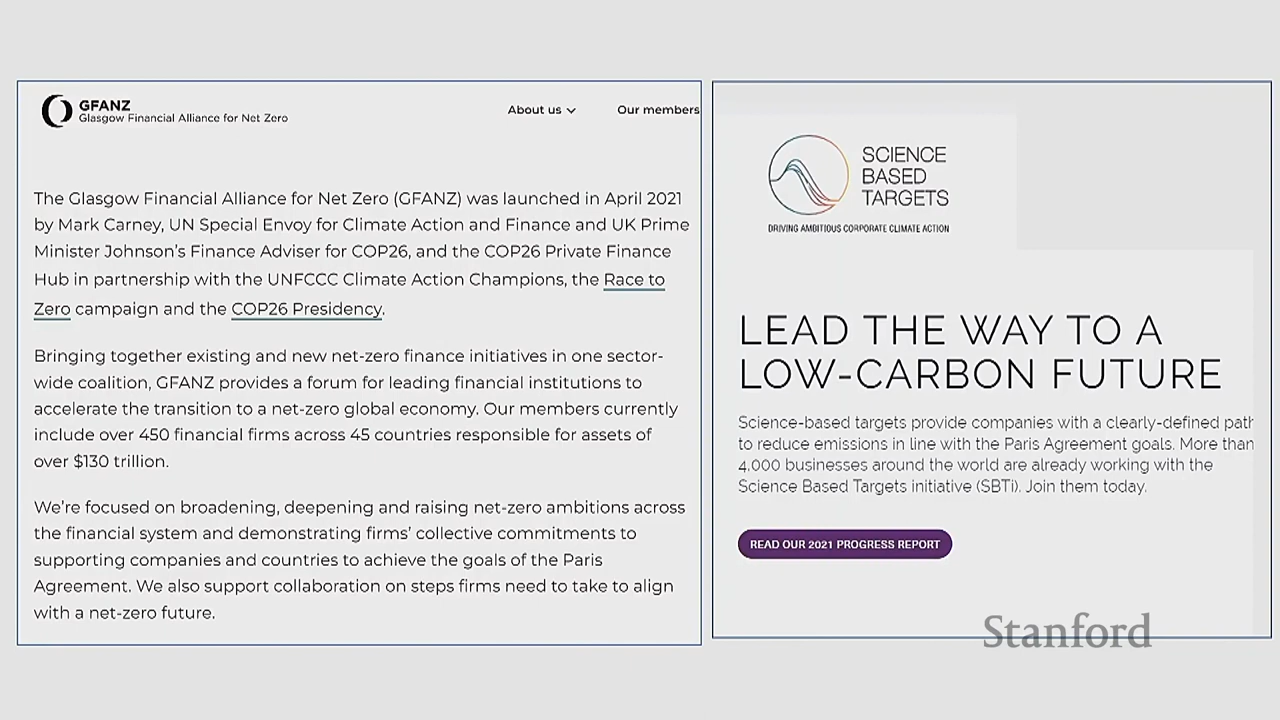 GFANZ
Glasgow Financial Alliance for Net Zero
About us
Our members
The Glasgow FinancialAlliance for Net Zero (GFANZ) was launched in April 2021
by Mark Carney, UN Special Envoy for Climate Action and Finance and UK Prime
Minister Johnson's Finance Adviser for COP26, and the COP26 Private Finance
Hub in partnership with the UNFCCC Climate Action Champions, the Race to
Zero campaign and the COP26 Presidency.
Bringing together existing and new net-zero finance initiatives in one sector-
wide coalition, GFANZ provides a forum for leading financial institutions to
accelerate the transition to a net-zero global economy. Our members currently
include over 450 financial firms across 45 countries responsible for assets of
over $130 trillion.
We're focused on broadening, deepening and raising net-zero ambitions across
the financial system and demonstrating firms' collective commitments to
supporting companies and countries to achieve the goals of the Paris
Agreement. We also support collaboration on steps firms need to take to align
with a net-zero future.
SCIENCE
BASED
TARGETS
DRIVING AMBITIOUS CORPORATE CLIMATE ACTION
LEAD THE WAY TO A
LOW-CARBON FUTURE
Science-based targets provide companies with a clearly-defined path
to reduce emissions in line with the Paris Agreement goals. More than
4,000 businesses around the world are already working with the
Science Based Targets initiative (SBTi). Join them today.
READ OUR 2021 PROGRESS REPORT
Stanford